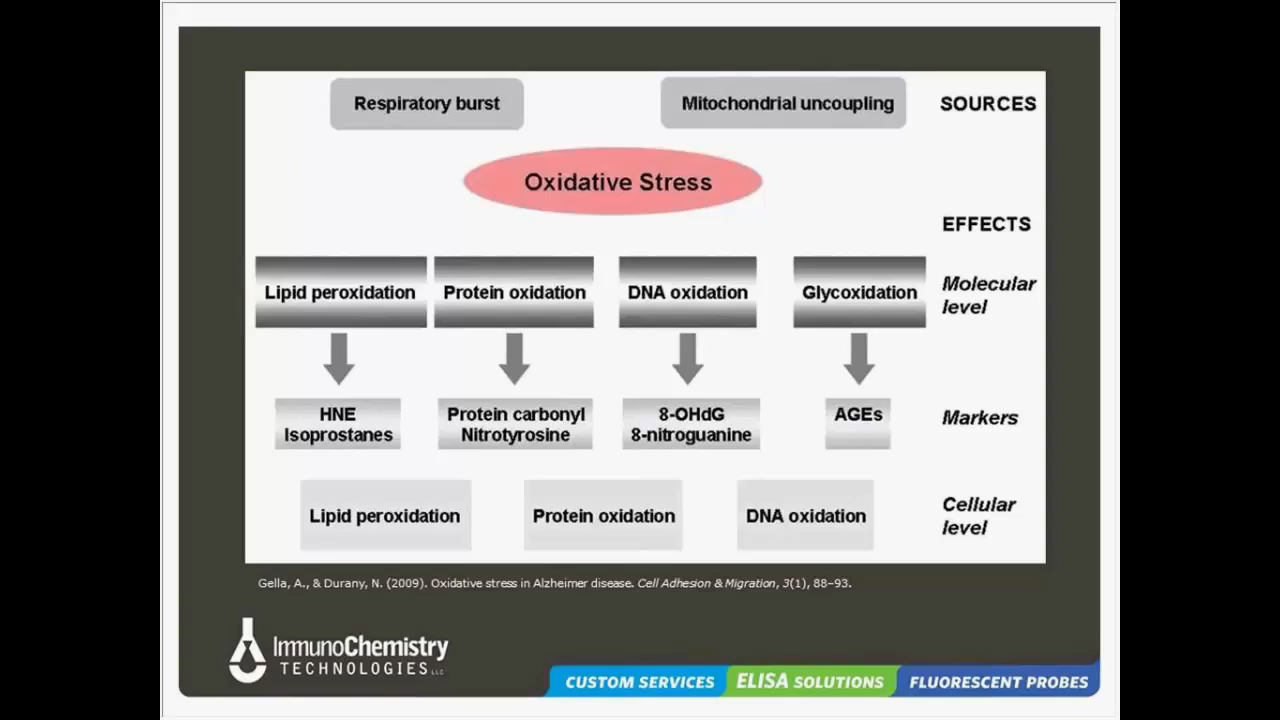 Respiratory burst
Mitochondrial uncoupling
SOURCES
Oxidative Stress
EFFECTS
Lipid peroxidation
Protein oxidation
DNA oxidation
Glycoxidation
Molecular
level
HNE
Isoprostanes
Protein carbonyl
Nitrotyrosine
8-OHdG
8-nitroguanine
AGEs
Markers
Lipid peroxidation
Protein oxidation
DNA oxidation
Cellular
level
Gella, A., & Durany, N. (2009). Oxidative stress in Alzheimer disease. Cell Adhesion & Migration, 3(1), 88–93.
ImmunoChemistry
TECHNOLOGIES LLC
CUSTOM SERVICES
ELISA SOLUTIONS
FLUORESCENT PROBES